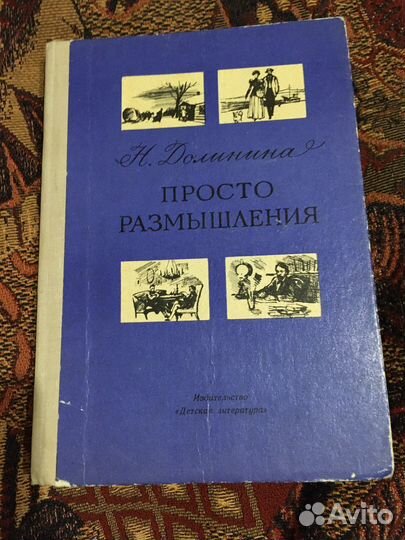 Н. Долинина
ПРОСТО
РАЗМЫШЛЕНИЯ
Издательство
«Детская литература»
Avito